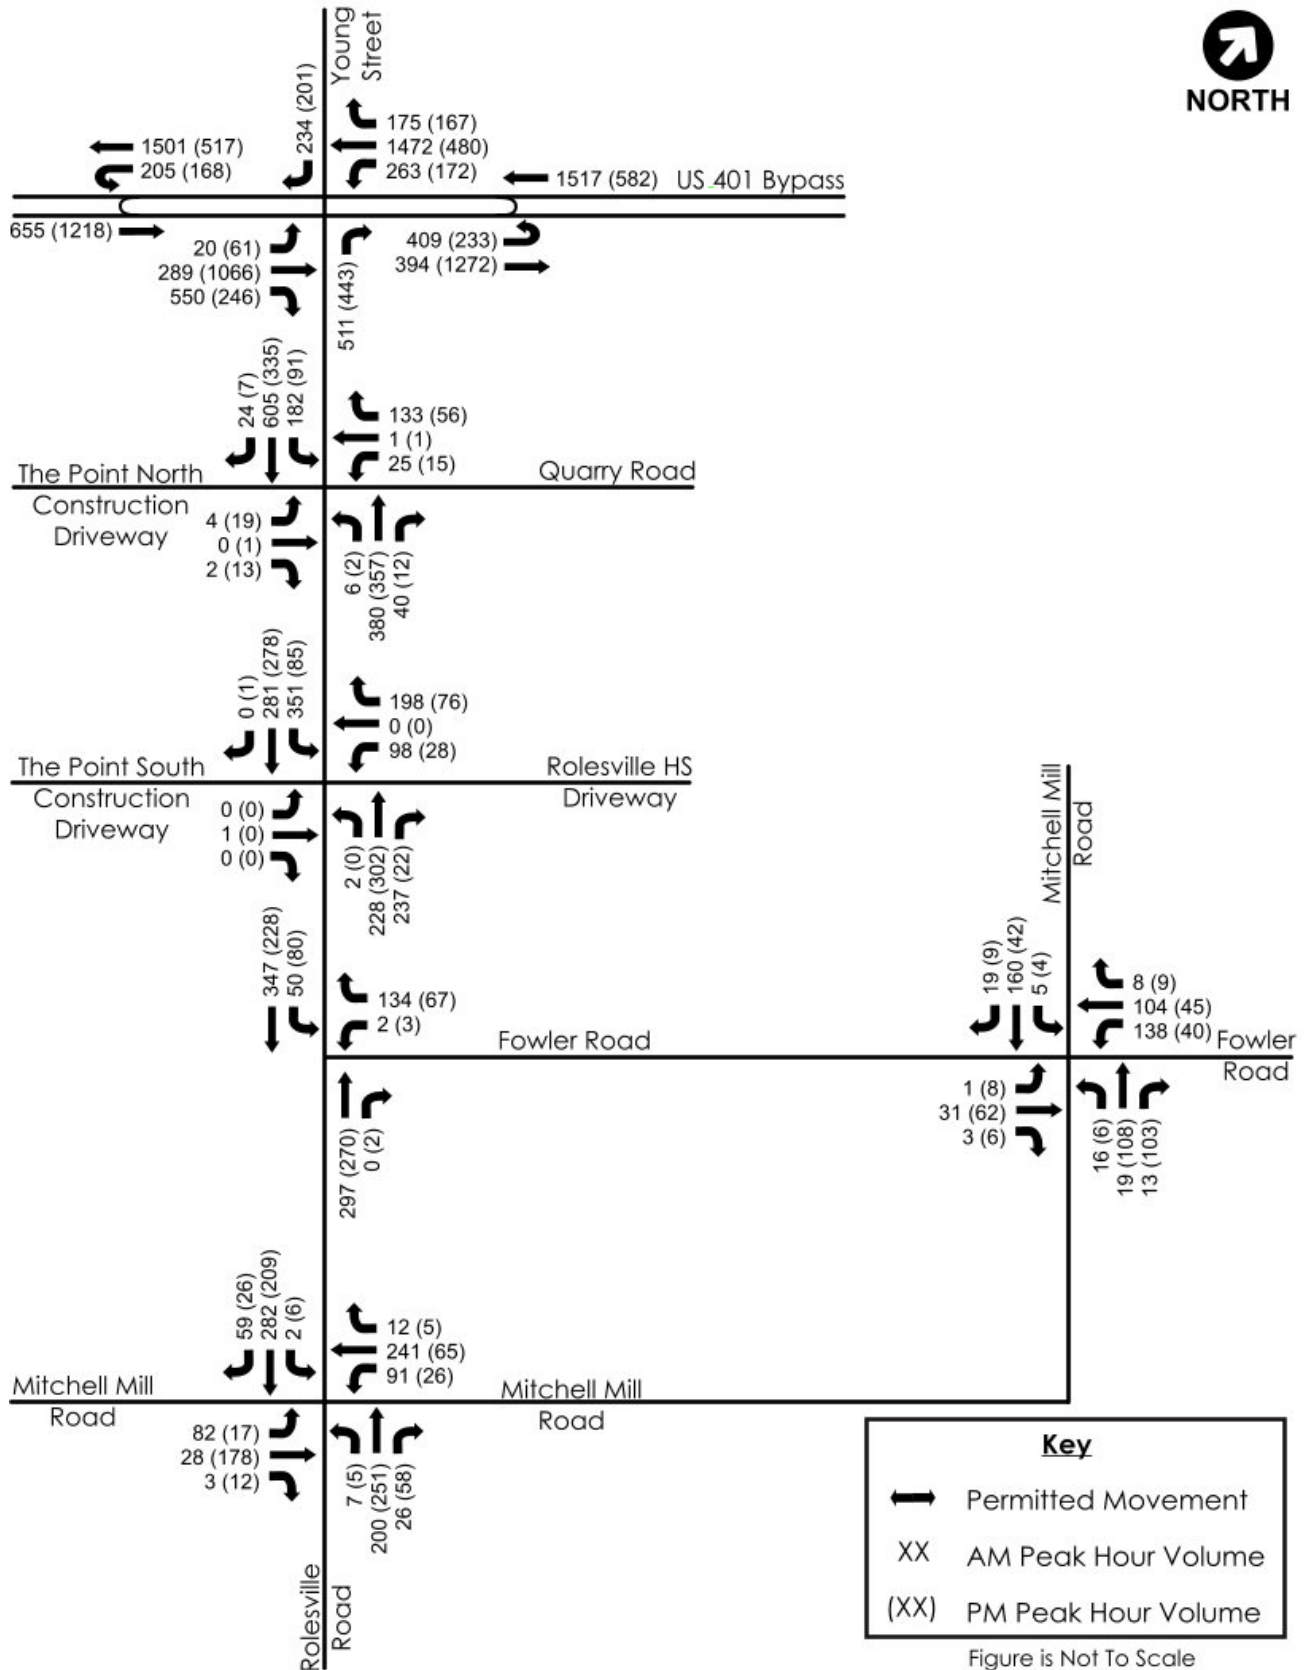 Young
Street
NORTH
234 (201)
175 (167)
1472 (480)
263 (172)
1501 (517)
205 (168)
1517 (582)
US 401 Bypass
655 (1218)
20 (61)
289 (1066)
550 (246)
511 (443)
409 (233)
394 (1272)
24 (7)
605 (335)
182 (91)
133 (56)
1 (1)
25 (15)
The Point North
Construction
Driveway
Quarry Road
4 (19)
0 (1)
2 (13)
6 (2)
380 (357)
40 (12)
0 (1)
281 (278)
351 (85)
198 (76)
0 (0)
98 (28)
The Point South
Construction
Driveway
Rolesville HS
Driveway
0 (0)
1 (0)
0 (0)
2 (0)
228 (302)
237 (22)
Mitchell Mill
Road
347 (228)
50 (80)
134 (67)
2 (3)
Fowler Road
19 (9)
160 (42)
5 (4)
8 (9)
104 (45)
138 (40)
Fowler
Road
297 (270)
0 (2)
1 (8)
31 (62)
3 (6)
16 (6)
19 (108)
13 (103)
59 (26)
282 (209)
2 (6)
12 (5)
241 (65)
91 (26)
Mitchell Mill
Road
Mitchell Mill
Road
82 (17)
28 (178)
3 (12)
7 (5)
200 (251)
26 (58)
Rolesville
Road
Key
Permitted Movement
XX AM Peak Hour Volume
(XX) PM Peak Hour Volume
Figure is Not To Scale